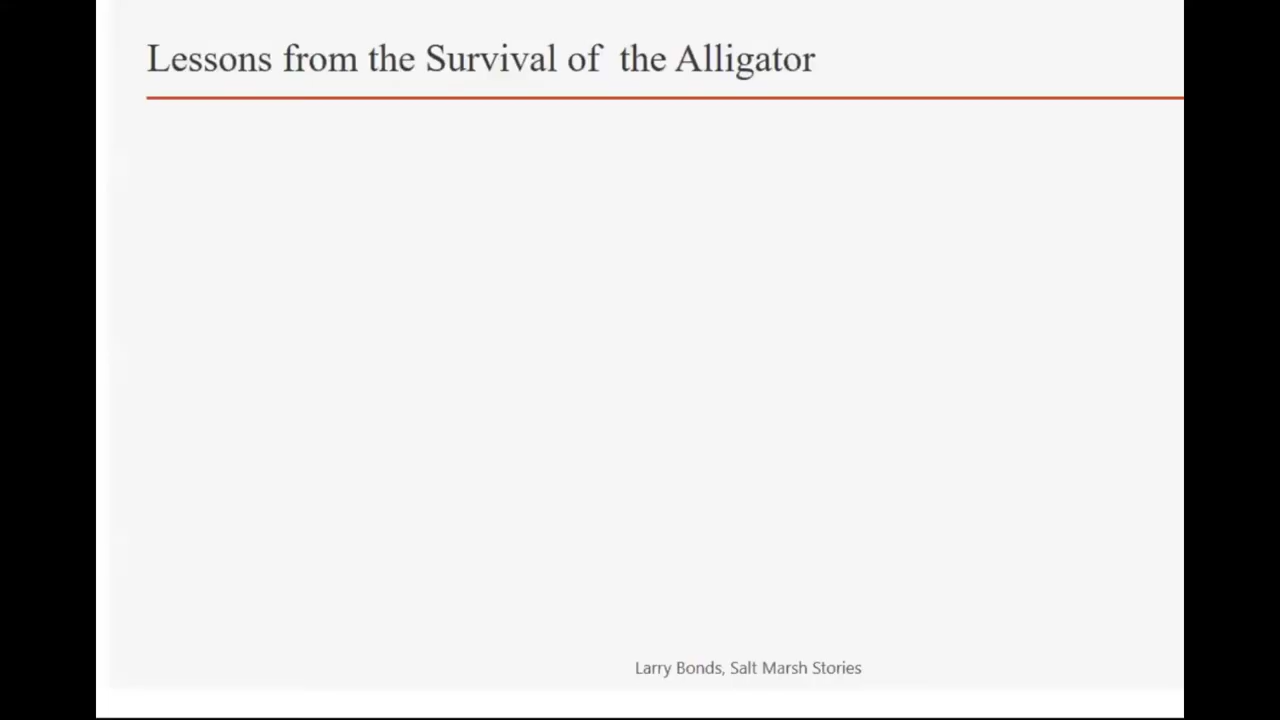 Lessons from the Survival of the Alligator
Larry Bonds, Salt Marsh Stories